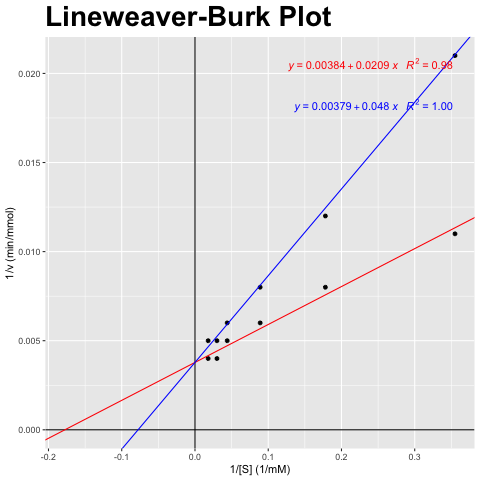 Lineweaver-Burk Plot
y = 0.00384 + 0.0209 x  R² = 0.98
y = 0.00379 + 0.048 x  R² = 1.00
0.020
0.015
0.010
0.005
0.000
1/v (min/mmol)
-0.2 -0.1 0.0 0.1 0.2 0.3
1/[S] (1/mM)